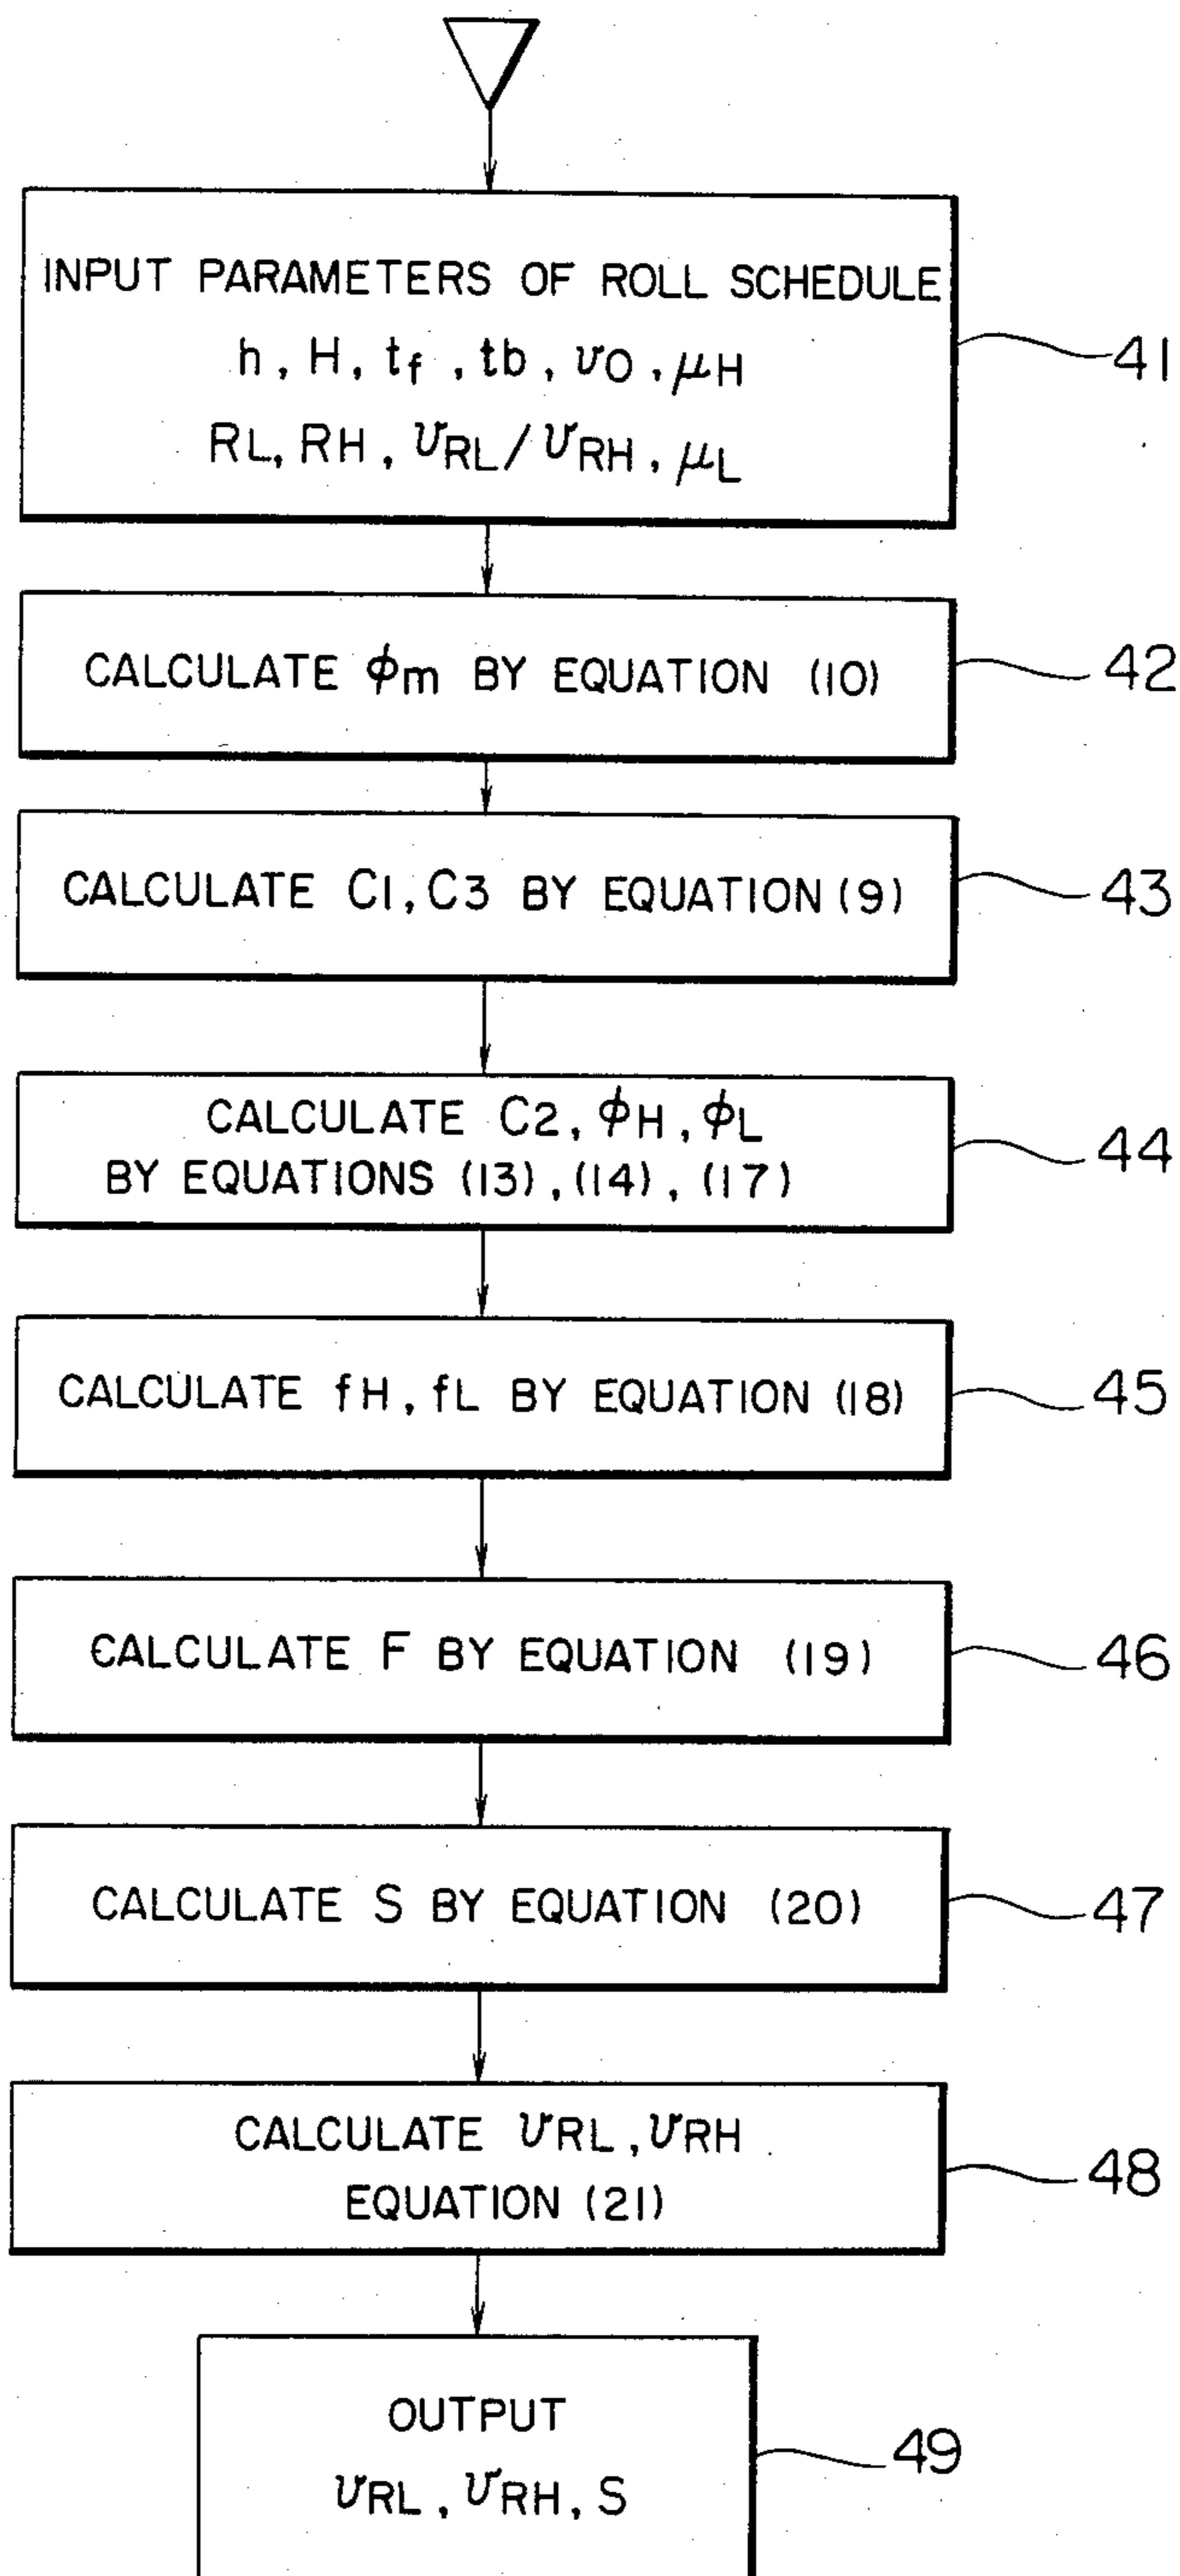 INPUT PARAMETERS OF ROLL SCHEDULE
h, H, tf, tb, vO, μH
RL, RH, vRL/vRH, μL
41
CALCULATE ϕm BY EQUATION (10)
42
CALCULATE C1, C3 BY EQUATION (9)
43
CALCULATE C2, ϕH, ϕL
BY EQUATIONS (13), (14), (17)
44
CALCULATE fH, fL BY EQUATION (18)
45
CALCULATE F BY EQUATION (19)
46
CALCULATE S BY EQUATION (20)
47
CALCULATE vRL, vRH
EQUATION (21)
48
OUTPUT
vRL, vRH, S
49